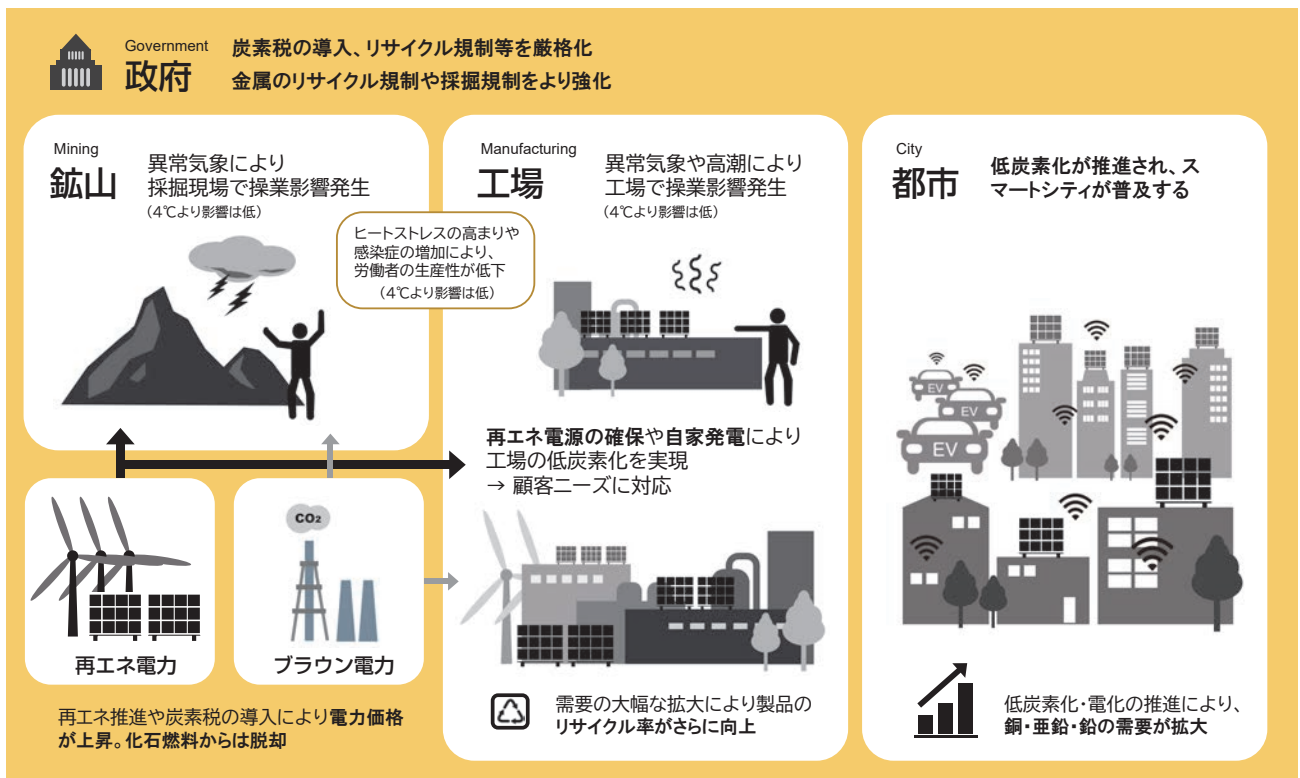 Government
政府
炭素税の導入、リサイクル規制等を厳格化
金属のリサイクル規制や採掘規制をより強化
Mining
鉱山
異常気象により
採掘現場で操業影響発生
(4℃より影響は低)
Manufacturing
工場
異常気象や高潮により
工場で操業影響発生
(4℃より影響は低)
ヒートストレスの高まりや
感染症の増加により、
労働者の生産性が低下
(4℃より影響は低)
City
都市
低炭素化が推進され、ス
マートシティが普及する
EV
EV
EV
再エネ電源の確保や自家発電により
工場の低炭素化を実現
→ 顧客ニーズに対応
CO₂
再エネ電力
ブラウン電力
再エネ推進や炭素税の導入により電力価格
が上昇。化石燃料からは脱却
需要の大幅な拡大により製品の
リサイクル率がさらに向上
低炭素化・電化の推進により、
銅・亜鉛・鉛の需要が拡大